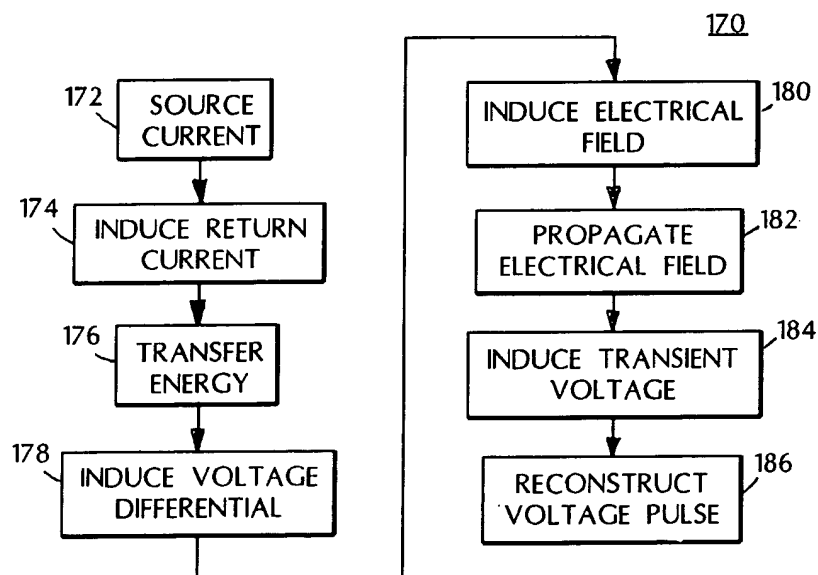 170
172
SOURCE
CURRENT
174
INDUCE RETURN
CURRENT
176
TRANSFER
ENERGY
178
INDUCE VOLTAGE
DIFFERENTIAL
180
INDUCE ELECTRICAL
FIELD
182
PROPAGATE
ELECTRICAL FIELD
184
INDUCE TRANSIENT
VOLTAGE
186
RECONSTRUCT
VOLTAGE PULSE